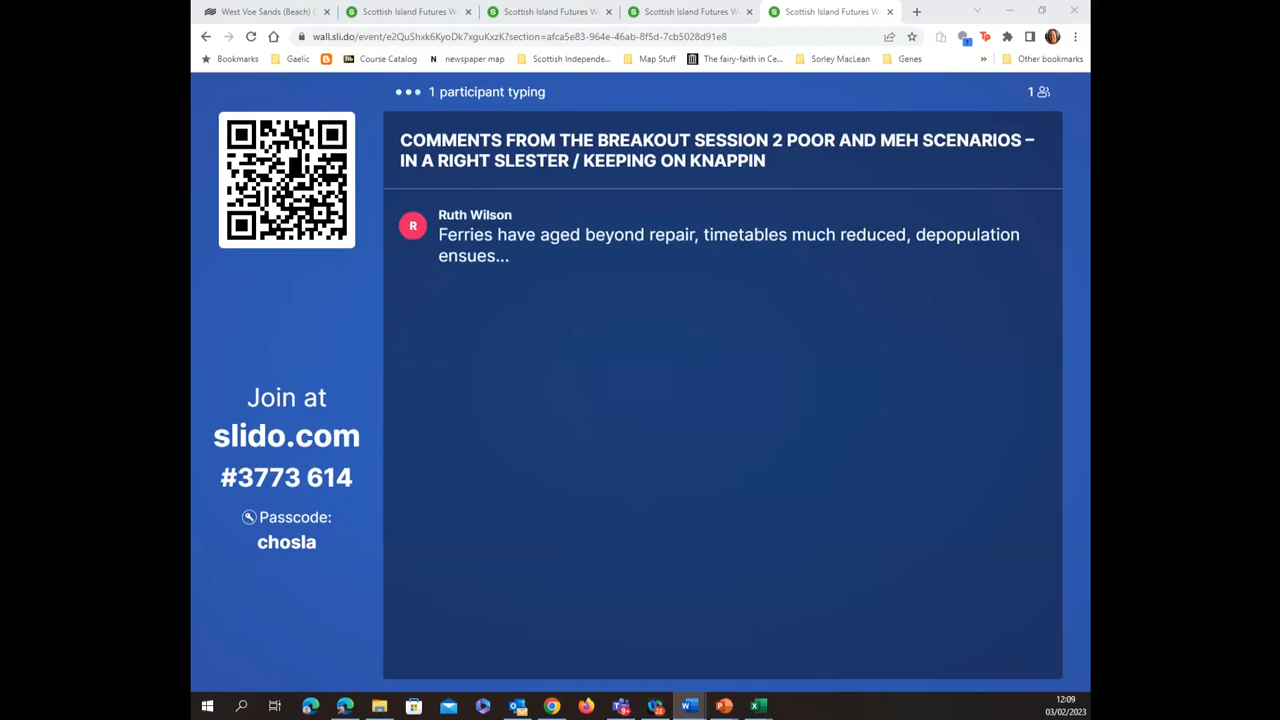 West Voe Sands (Beach) (
Scottish Island Futures W
Scottish Island Futures W
Scottish Island Futures W
Scottish Island Futures W
wall.sli.do/event/e2QuShxk6KyoDk7xguKxzK?section=afca5e83-964e-46ab-8f5d-7cb5028d91e8
Bookmarks
Gaelic
Course Catalog
newspaper map
Scottish Independe...
Map Stuff
The fairy-faith in Ce...
Sorley MacLean
Genes
Other bookmarks
1 participant typing
1
COMMENTS FROM THE BREAKOUT SESSION 2 POOR AND MEH SCENARIOS –
IN A RIGHT SLESTER / KEEPING ON KNAPPIN
R
Ruth Wilson
Ferries have aged beyond repair, timetables much reduced, depopulation
ensues...
Join at
slido.com
#3773 614
Passcode:
chosla
12:09
03/02/2023